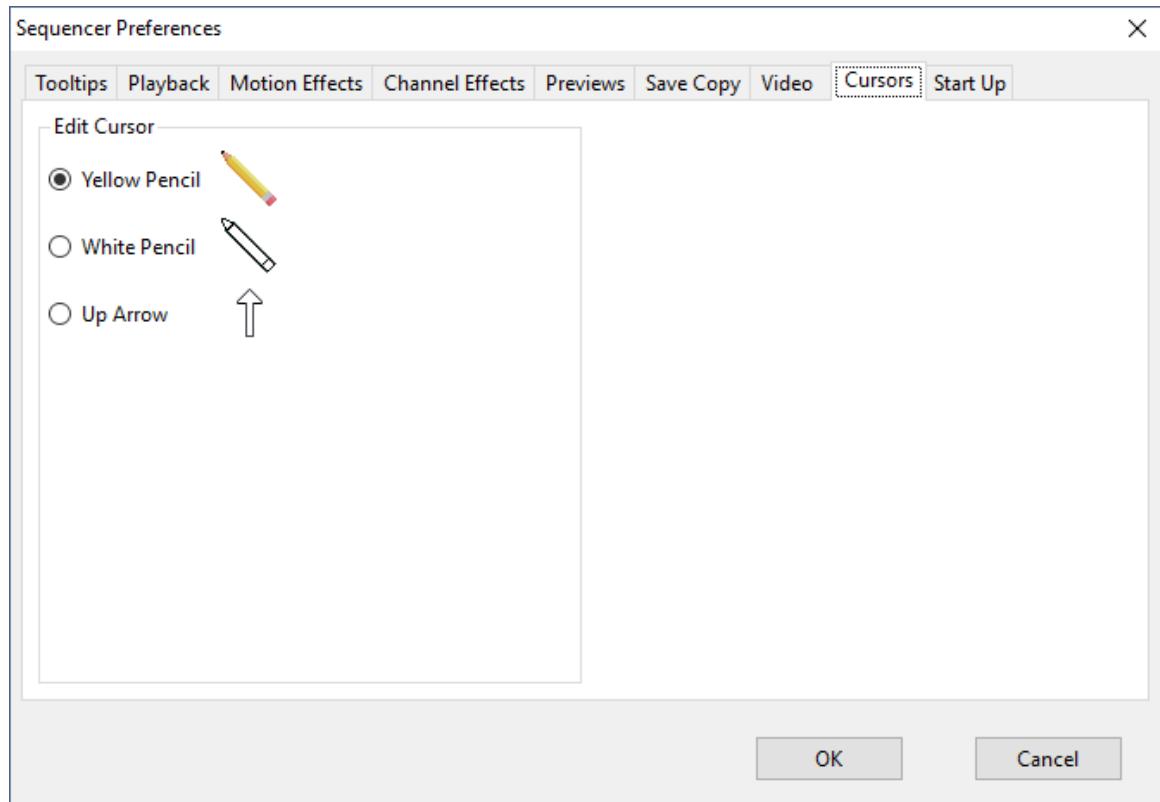 Sequencer Preferences
Tooltips Playback Motion Effects Channel Effects Previews Save Copy Video Cursors Start Up
Edit Cursor
Yellow Pencil
White Pencil
Up Arrow
OK Cancel